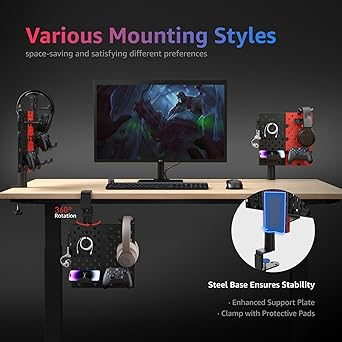 Various Mounting Styles
space-saving and satisfying different preferences
360°
Rotation
Steel Base Ensures Stability
· Enhanced Support Plate
· Clamp with Protective Pads